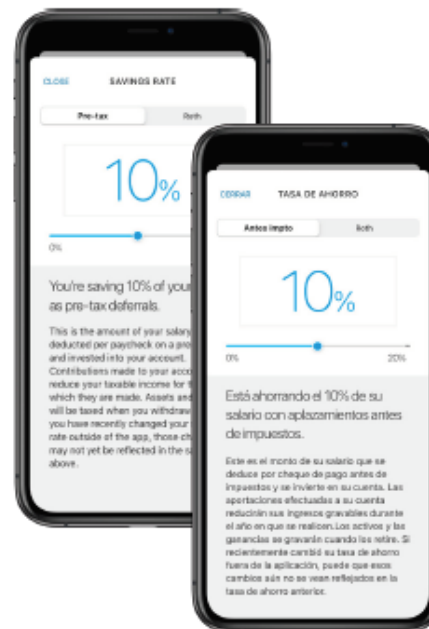 CLOSE
SAVINGS RATE
Pre-tax
Roth
10%
0%
You're saving 10% of your
as pre-tax deferrals.
This is the amount of your salary
deducted per paycheck on a pre
and invested into your account.
Contributions made to your acco
reduce your taxable income for t
which they are made. Assets and
will be taxed when you withdraw
you have recently changed your
rate outside of the app, those ch
may not yet be reflected in the s
above.
CERRAR
TASA DE AHORRO
Antes impto
Roth
10%
0%
20%
Está ahorrando el 10% de su
salario con aplazamientos antes
de impuestos.
Este es el monto de su salario que se
deduce por cheque de pago antes de
impuestos y se invierte en su cuenta. Las
aportaciones efectuadas a su cuenta
reducirán sus ingresos gravables durante
el año en que se realicen.Los activos y las
ganancias se gravarán cuando los retire. Si
recientemente cambió su tasa de ahorro
fuera de la aplicación, puede que esos
cambios aún no se vean reflejados en la
tasa de ahorro anterior.